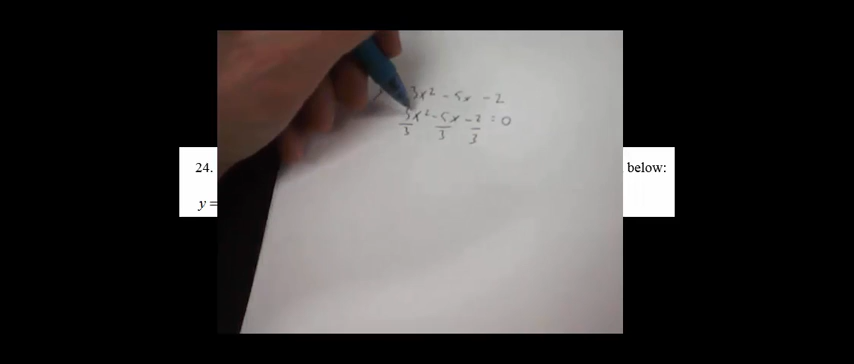 3x² - 5x - 2
3x² - 5x - 2 = 0
3 3 3
24. below:
y =